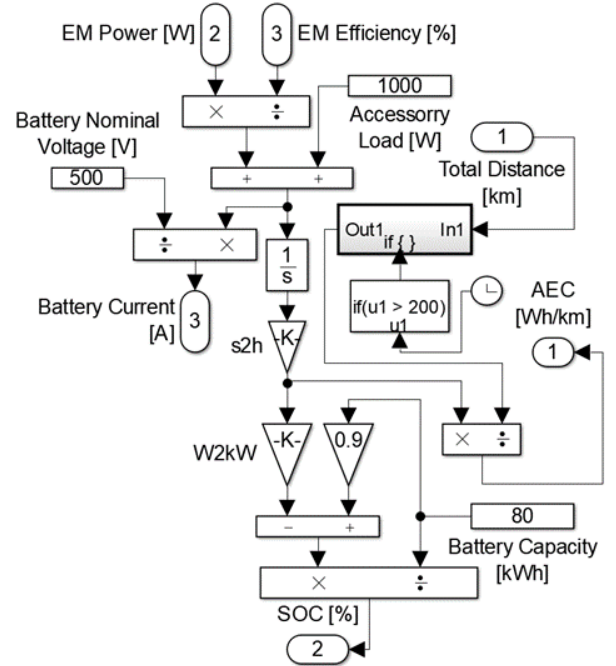 EM Power [W]
2
3
EM Efficiency [%]
×
÷
1000
Accessorry
Load [W]
Battery Nominal
Voltage [V]
500
+
+
1
Total Distance
[km]
÷
×
1
s
Out1
In1
if { }
Battery Current
[A]
3
if(u1 > 200)
u1
AEC
[Wh/km]
1
s2h
-K-
W2kW
-K-
0.9
×
÷
−
+
80
Battery Capacity
[kWh]
×
÷
SOC [%]
2